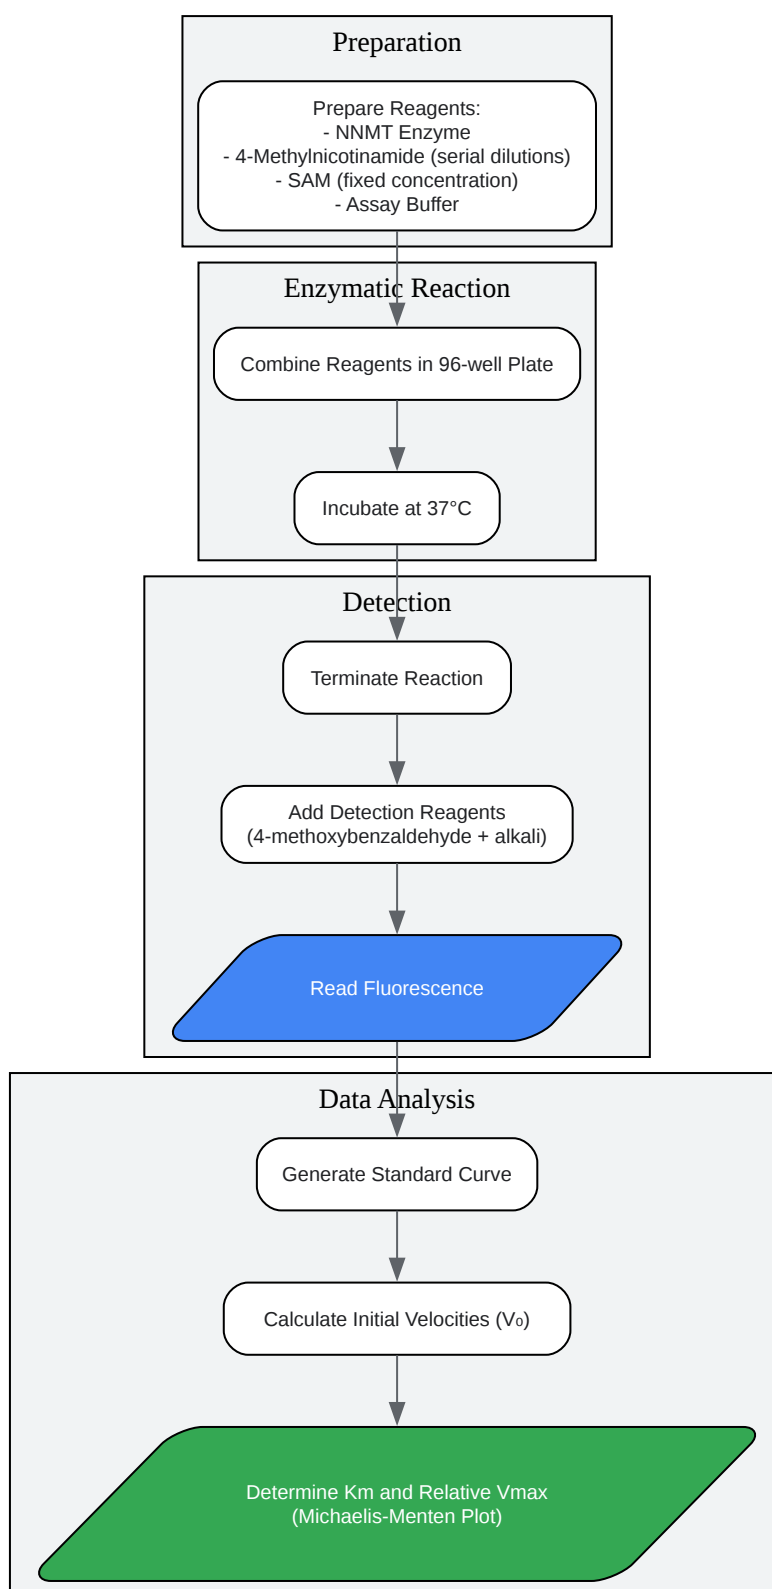 Preparation
Prepare Reagents:
- NNMT Enzyme
- 4-Methylnicotinamide (serial dilutions)
- SAM (fixed concentration)
- Assay Buffer
Enzymatic Reaction
Combine Reagents in 96-well Plate
Incubate at 37°C
Detection
Terminate Reaction
Add Detection Reagents
(4-methoxybenzaldehyde + alkali)
Read Fluorescence
Data Analysis
Generate Standard Curve
Calculate Initial Velocities (V₀)
Determine Km and Relative Vmax
(Michaelis-Menten Plot)